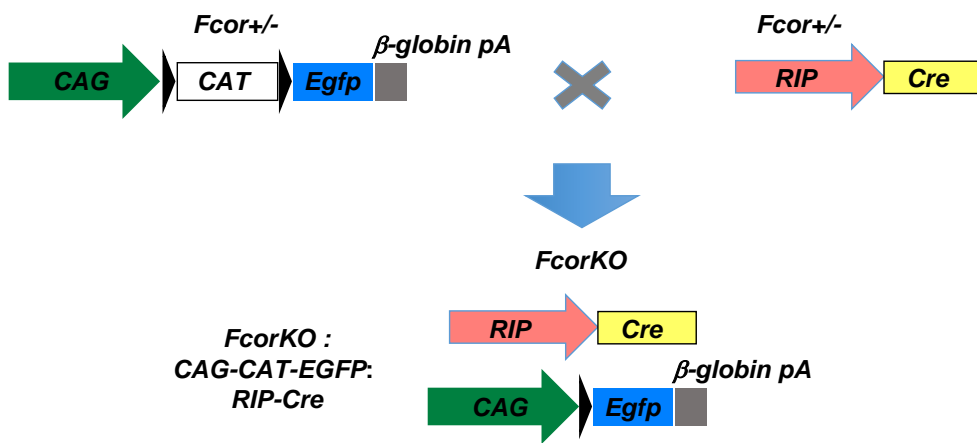 Fcor+/-
β-globin pA
CAG
CAT
Egfp
Fcor+/-
RIP
Cre
FcorKO
RIP
Cre
FcorKO :
CAG-CAT-EGFP:
RIP-Cre
β-globin pA
CAG
Egfp